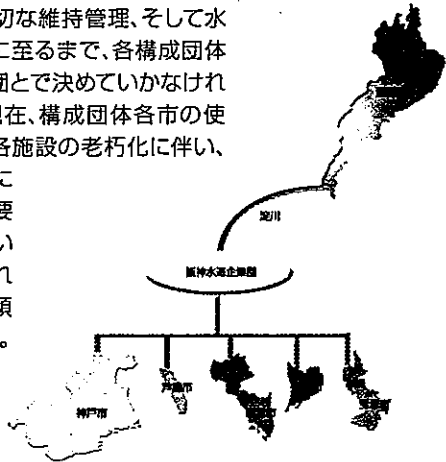 切な維持管理、そして水
に至るまで、各構成団体
団とで決めていかなけれ
現在、構成団体各市の使
各施設の老朽化に伴い、
に
要
い
れ
頃
。
淀川
阪神水道企業団
神戸市
芦屋市